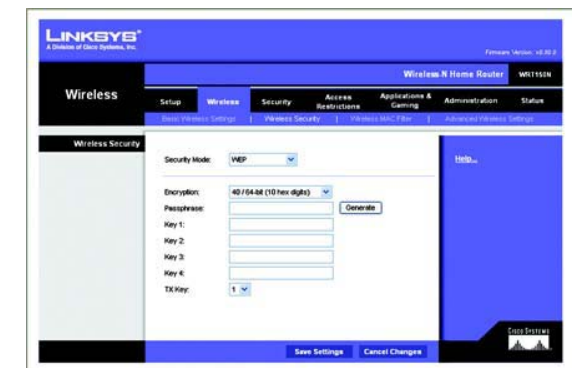 LINKSYS®
A Division of Cisco Systems, Inc.
Firmware Version:
Wireless-N Home Router WRT150N
Wireless
Setup Wireless Security Access Restrictions Applications & Gaming Administration Status
Basic Wireless Settings | Wireless Security | Wireless MAC Filter | Advanced Wireless Settings
Wireless Security
Security Mode: WEP
Help...
Encryption: 40 / 64-bit (10 hex digits)
Passphrase: Generate
Key 1:
Key 2:
Key 3:
Key 4:
TX Key: 1
CISCO SYSTEMS
Save Settings Cancel Changes